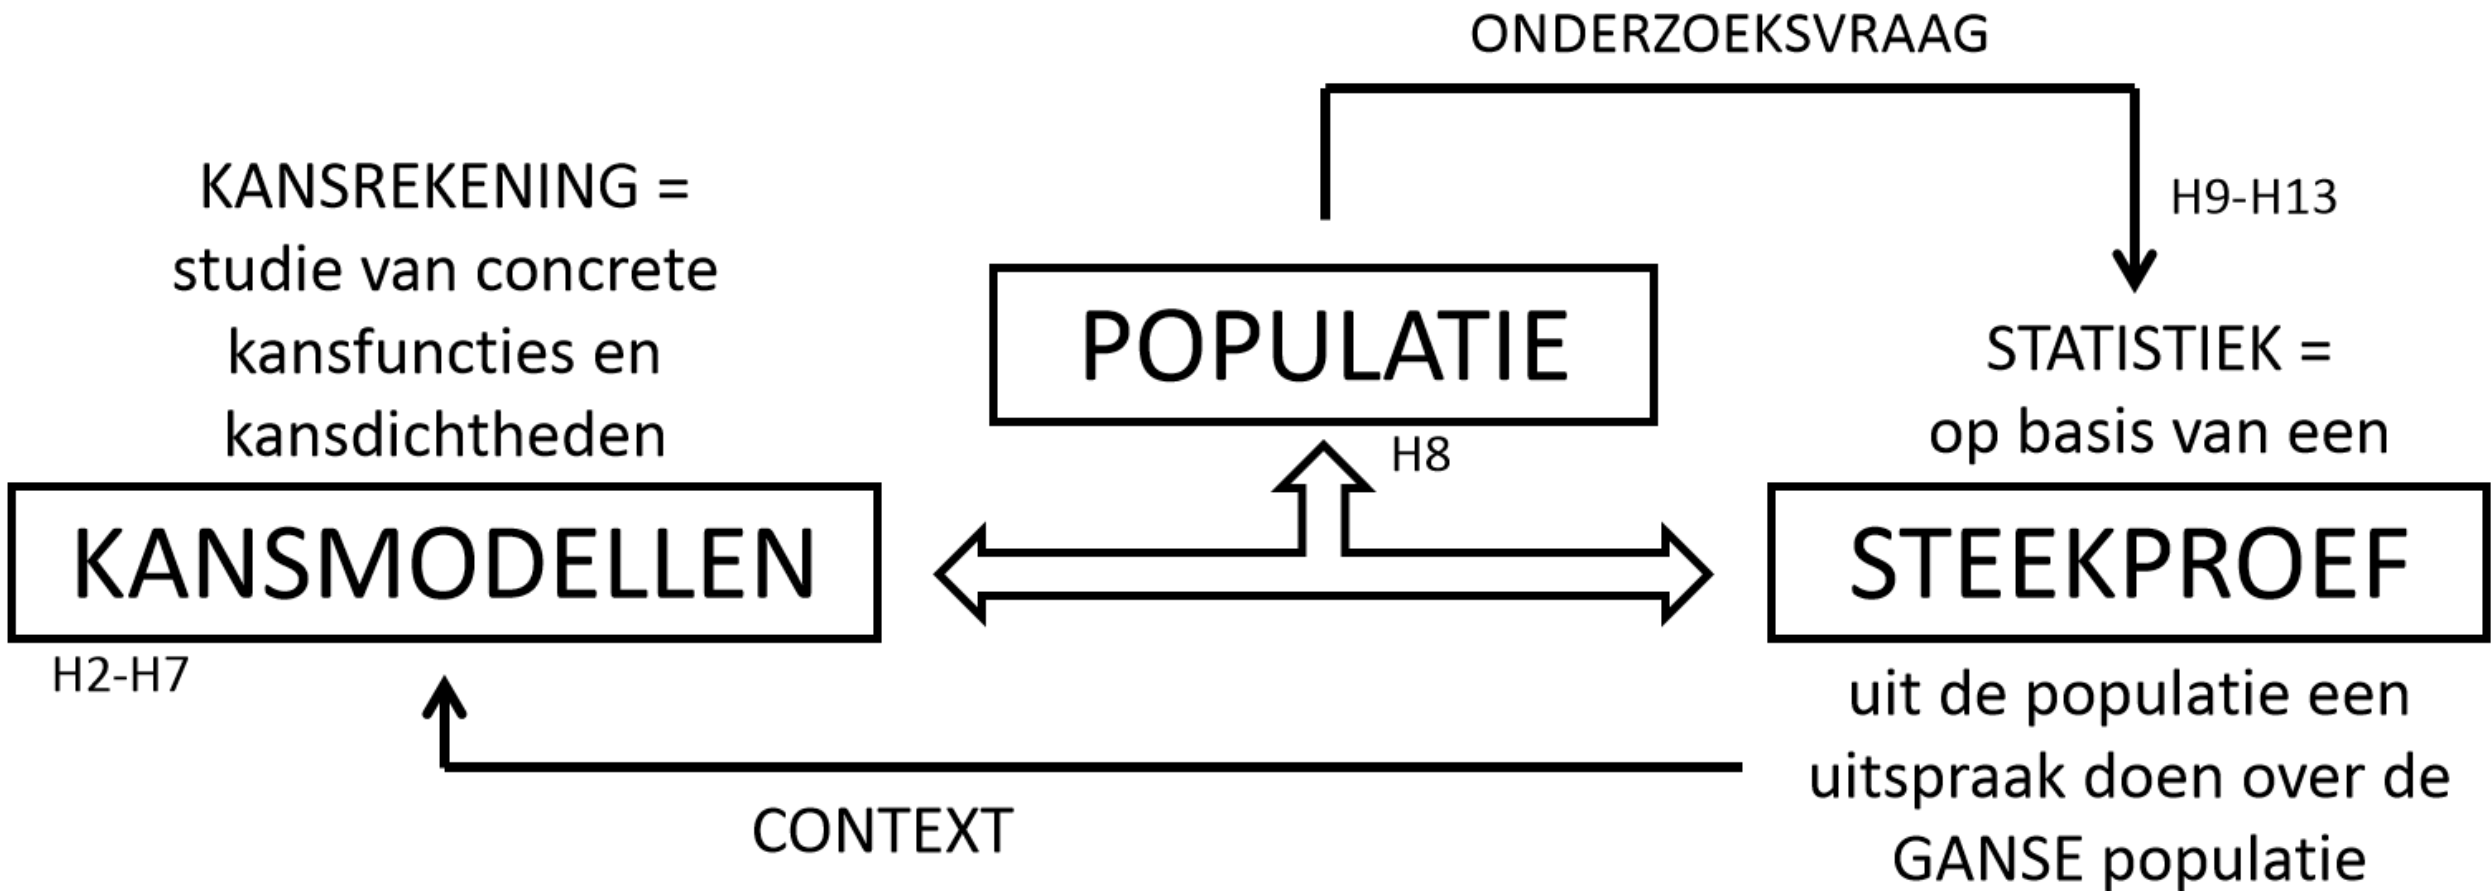 ONDERZOEKSVRAAG
KANSREKENING =
studie van concrete
kansfuncties en
kansdichtheden
KANSMODELLEN
H2-H7
POPULATIE
H8
H9-H13
STATISTIEK =
op basis van een
STEEKPROEF
uit de populatie een
uitspraak doen over de
GANSE populatie
CONTEXT